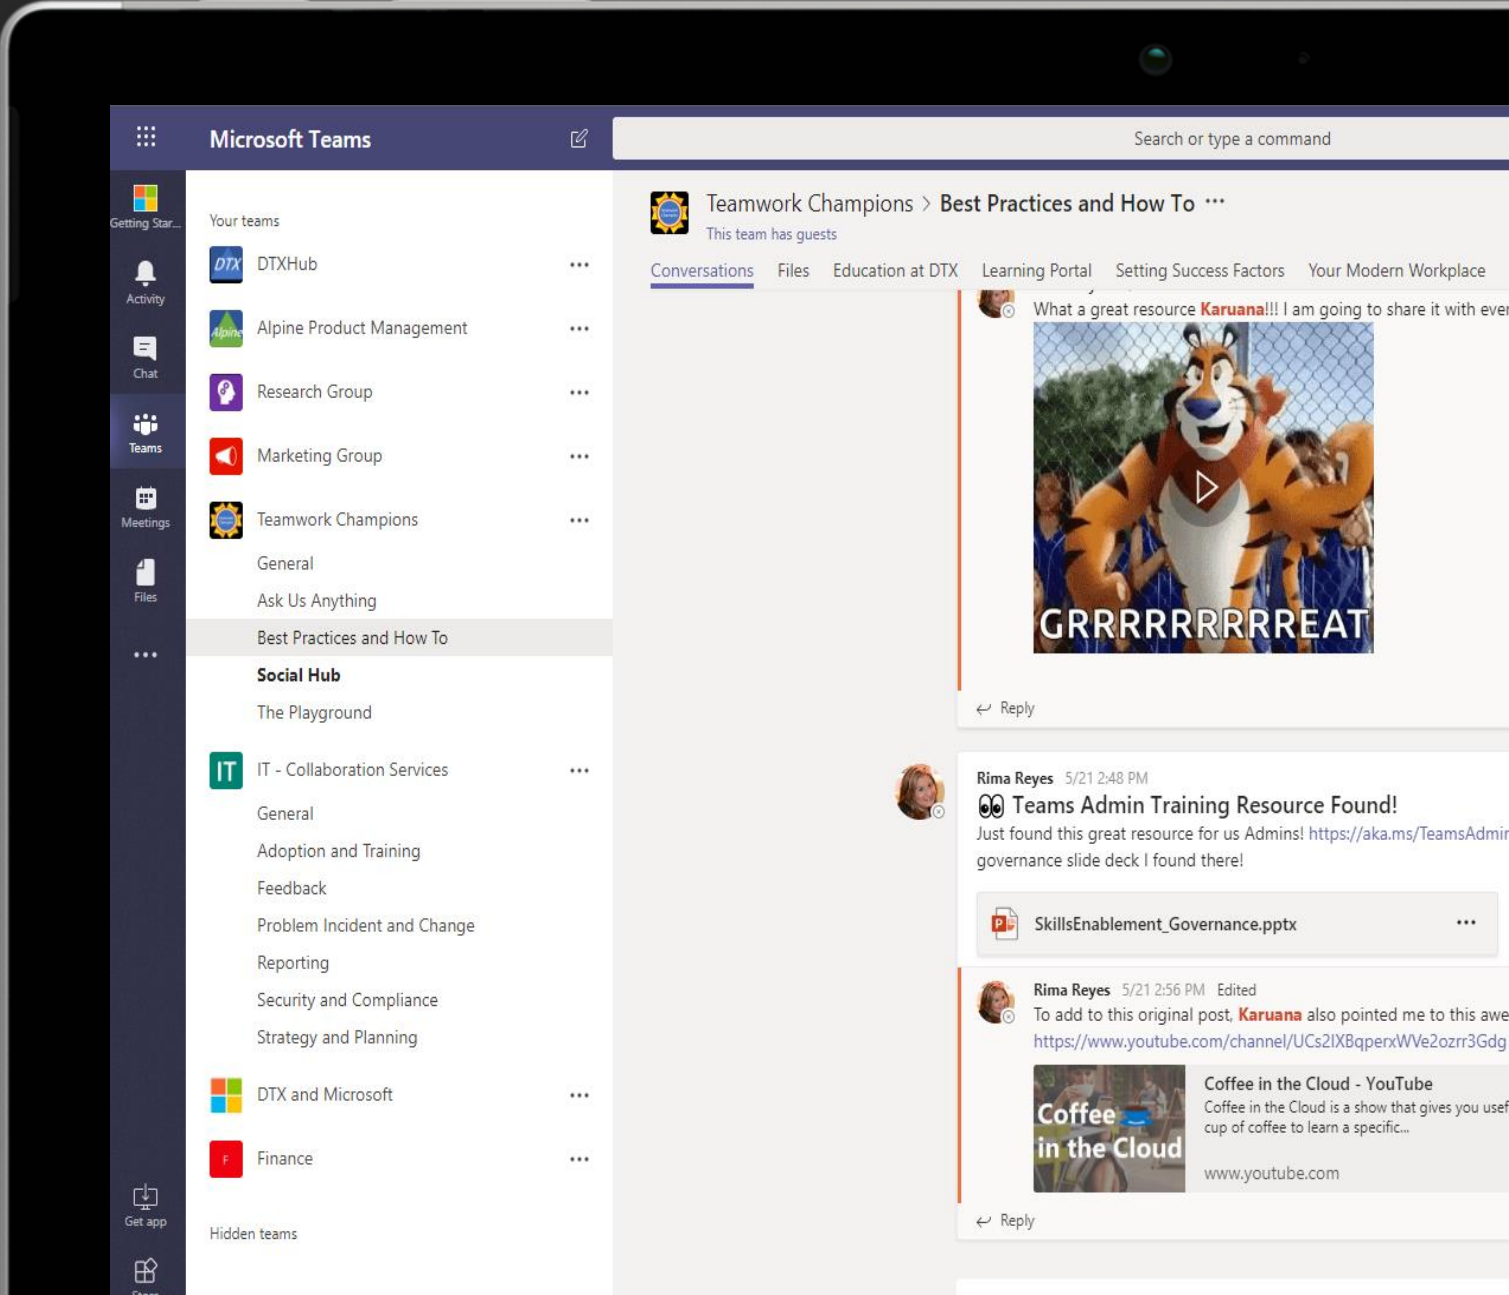 Microsoft Teams
Search or type a command
Getting Star...
Activity
Chat
Teams
Meetings
Files
Get app
Your teams
DTX
DTXHub
Alpine
Alpine Product Management
Research Group
Marketing Group
Teamwork Champions
General
Ask Us Anything
Best Practices and How To
Social Hub
The Playground
IT
IT - Collaboration Services
General
Adoption and Training
Feedback
Problem Incident and Change
Reporting
Security and Compliance
Strategy and Planning
DTX and Microsoft
F
Finance
Hidden teams
Teamwork Champions > Best Practices and How To
This team has guests
Conversations Files Education at DTX Learning Portal Setting Success Factors Your Modern Workplace
What a great resource Karuana!!! I am going to share it with ever
GRRRRRRRRREAT
Reply
Rima Reyes 5/21 2:48 PM
👀 Teams Admin Training Resource Found!
Just found this great resource for us Admins! https://aka.ms/TeamsAdmin
governance slide deck I found there!
SkillsEnablement_Governance.pptx
Rima Reyes 5/21 2:56 PM Edited
To add to this original post, Karuana also pointed me to this awe
https://www.youtube.com/channel/UCs2IXBqperxWVe2ozrr3Gdg
Coffee
in the Cloud
Coffee in the Cloud - YouTube
Coffee in the Cloud is a show that gives you usef
cup of coffee to learn a specific...
www.youtube.com
Reply